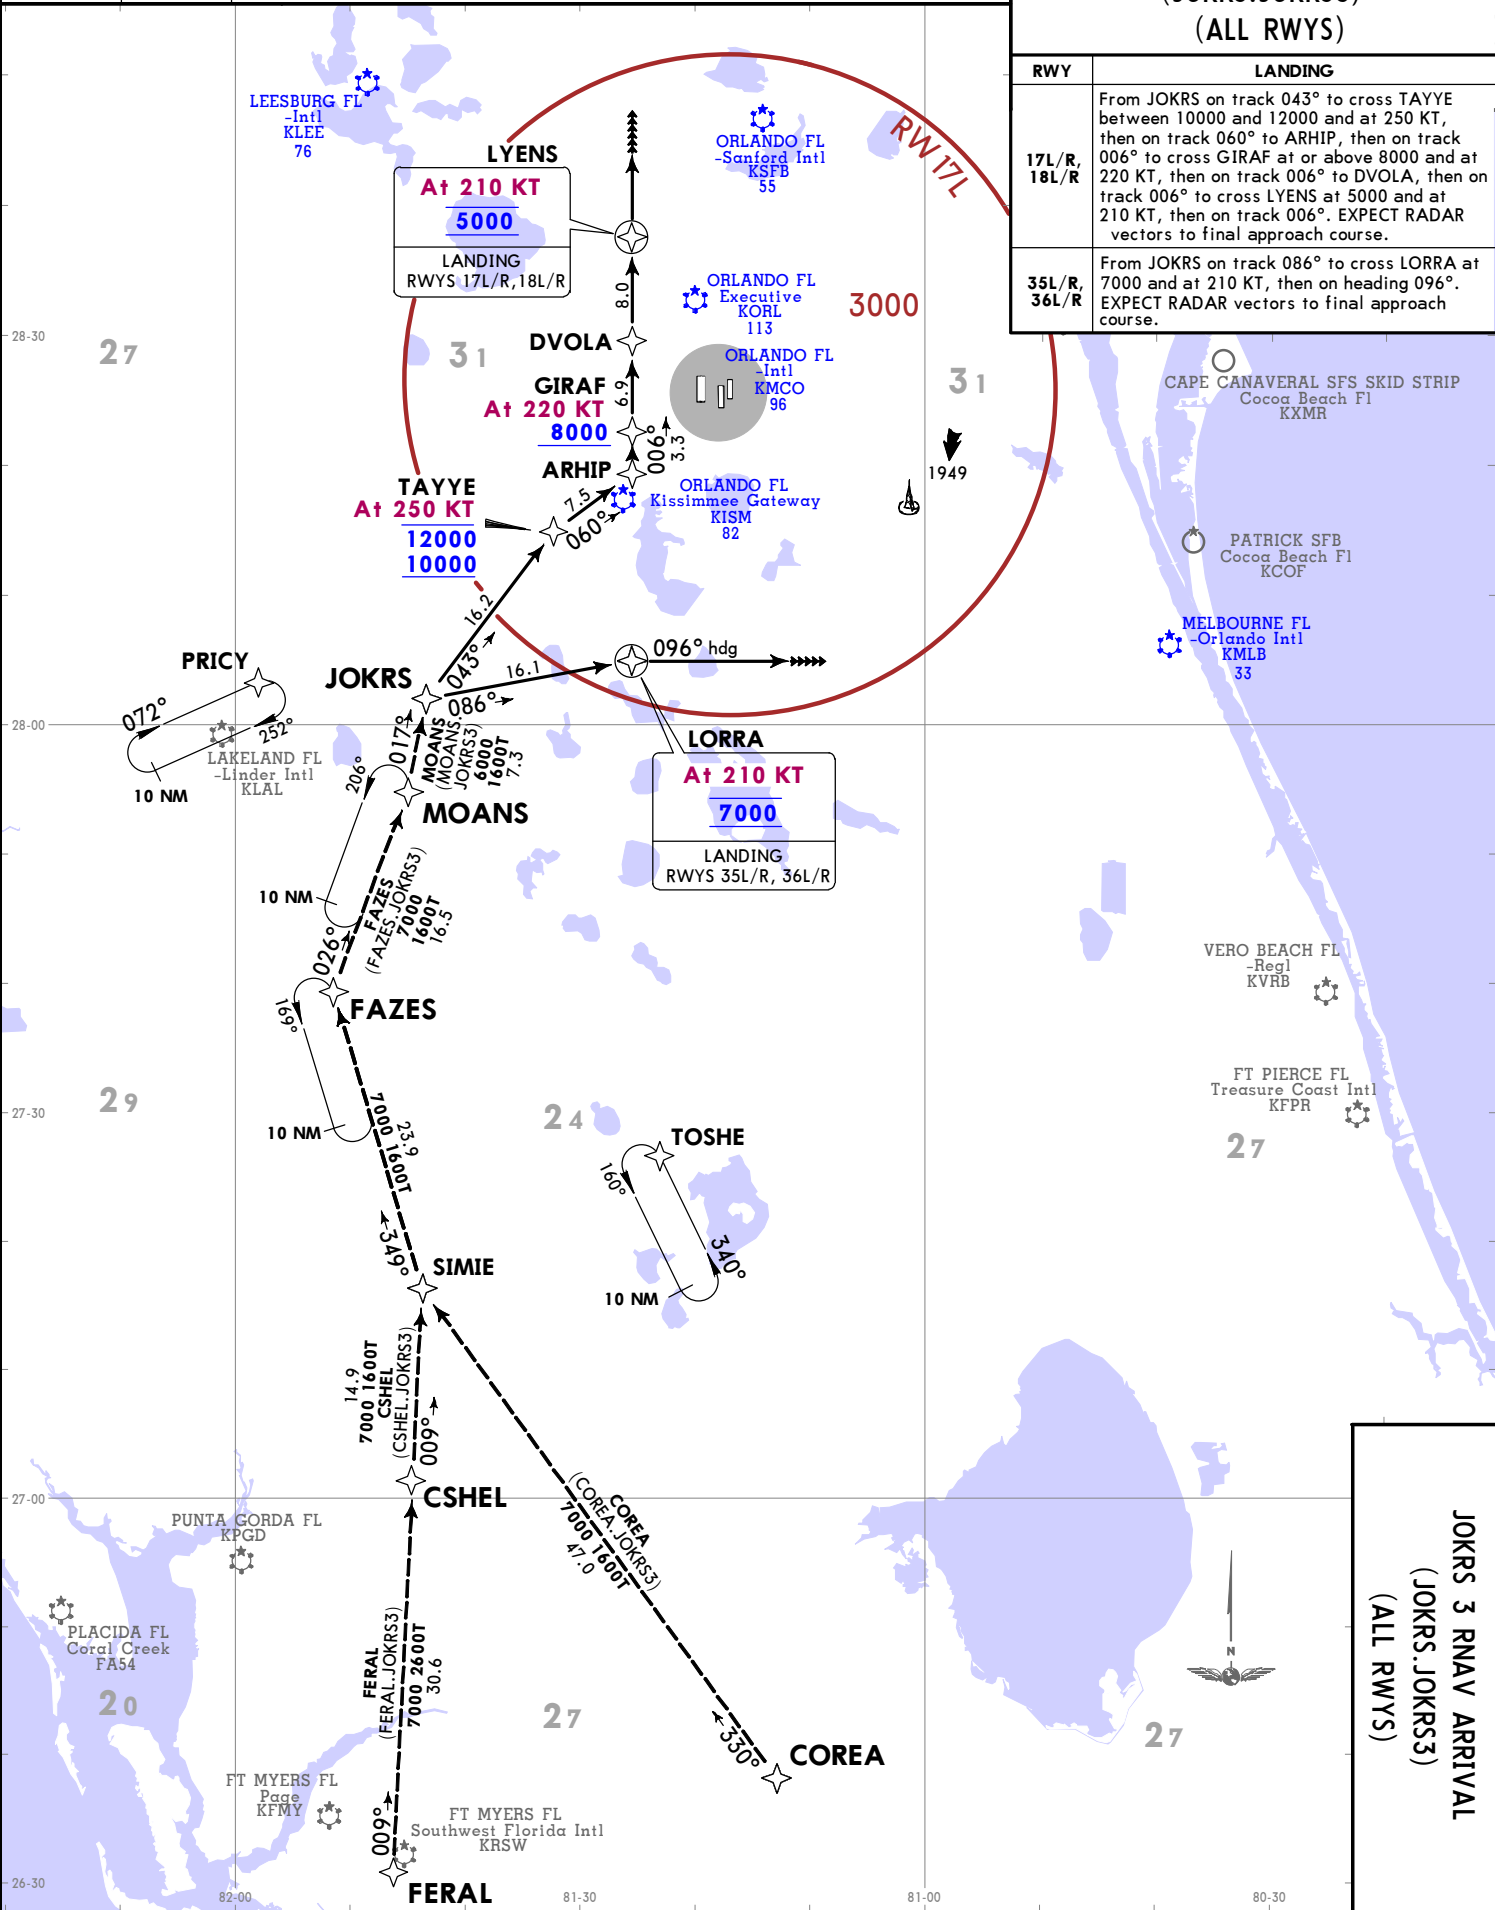 (ALL RWYS)
RWY
LANDING
17L/R,
18L/R
From JOKRS on track 043° to cross TAYYE
between 10000 and 12000 and at 250 KT,
then on track 060° to ARHIP, then on track
006° to cross GIRAF at or above 8000 and at
220 KT, then on track 006° to DVOLA, then on
track 006° to cross LYENS at 5000 and at
210 KT, then on track 006°. EXPECT RADAR
vectors to final approach course.
35L/R,
36L/R
From JOKRS on track 086° to cross LORRA at
7000 and at 210 KT, then on heading 096°.
EXPECT RADAR vectors to final approach
course.
LEESBURG FL
-Intl
KLEE
76
LYENS
At 210 KT
5000
LANDING
RWYS 17L/R,18L/R
ORLANDO FL
-Sanford Intl
KSFB
55
RW17L
8.0
ORLANDO FL
Executive
KORL
113
3000
28-30
27
31
DVOLA
GIRAF
At 220 KT
8000
6.9
ORLANDO FL
-Intl
KMCO
96
31
CAPE CANAVERAL SFS SKID STRIP
Cocoa Beach Fl
KXMR
006°
3.3
ARHIP
1949
TAYYE
At 250 KT
12000
10000
7.5
060°
ORLANDO FL
Kissimmee Gateway
KISM
82
PATRICK SFB
Cocoa Beach Fl
KCOF
16.2
043°
MELBOURNE FL
-Orlando Intl
KMLB
33
PRICY
072°
252°
10 NM
LAKELAND FL
-Linder Intl
KLAL
JOKRS
16.1
086°
096° hdg
28-00
LORRA
At 210 KT
7000
LANDING
RWYS 35L/R, 36L/R
017°
MOANS
(MOANS.
JOKRS3)
6000
1600T
7.3
206°
MOANS
10 NM
FAZES
(FAZES.JOKRS3)
7000
1600T
16.5
026°
FAZES
169°
10 NM
VERO BEACH FL
-Regl
KVRB
FT PIERCE FL
Treasure Coast Intl
KFPR
27-30
29
24
27
23.9
7000 1600T
349°
TOSHE
160°
340°
10 NM
SIMIE
14.9
7000 1600T
CSHEL
(CSHEL.JOKRS3)
009°
CSHEL
27-00
COREA
(COREA.JOKRS3)
7000 1600T
47.0
330°
COREA
PUNTA GORDA FL
KPGD
PLACIDA FL
Coral Creek
FA54
20
FERAL
(FERAL.JOKRS3)
7000 2600T
30.6
27
27
N
FT MYERS FL
Page
KFMY
009°
FT MYERS FL
Southwest Florida Intl
KRSW
FERAL
26-30
82-00
81-30
81-00
80-30
JOKRS 3 RNAV ARRIVAL
(JOKRS.JOKRS3)
(ALL RWYS)